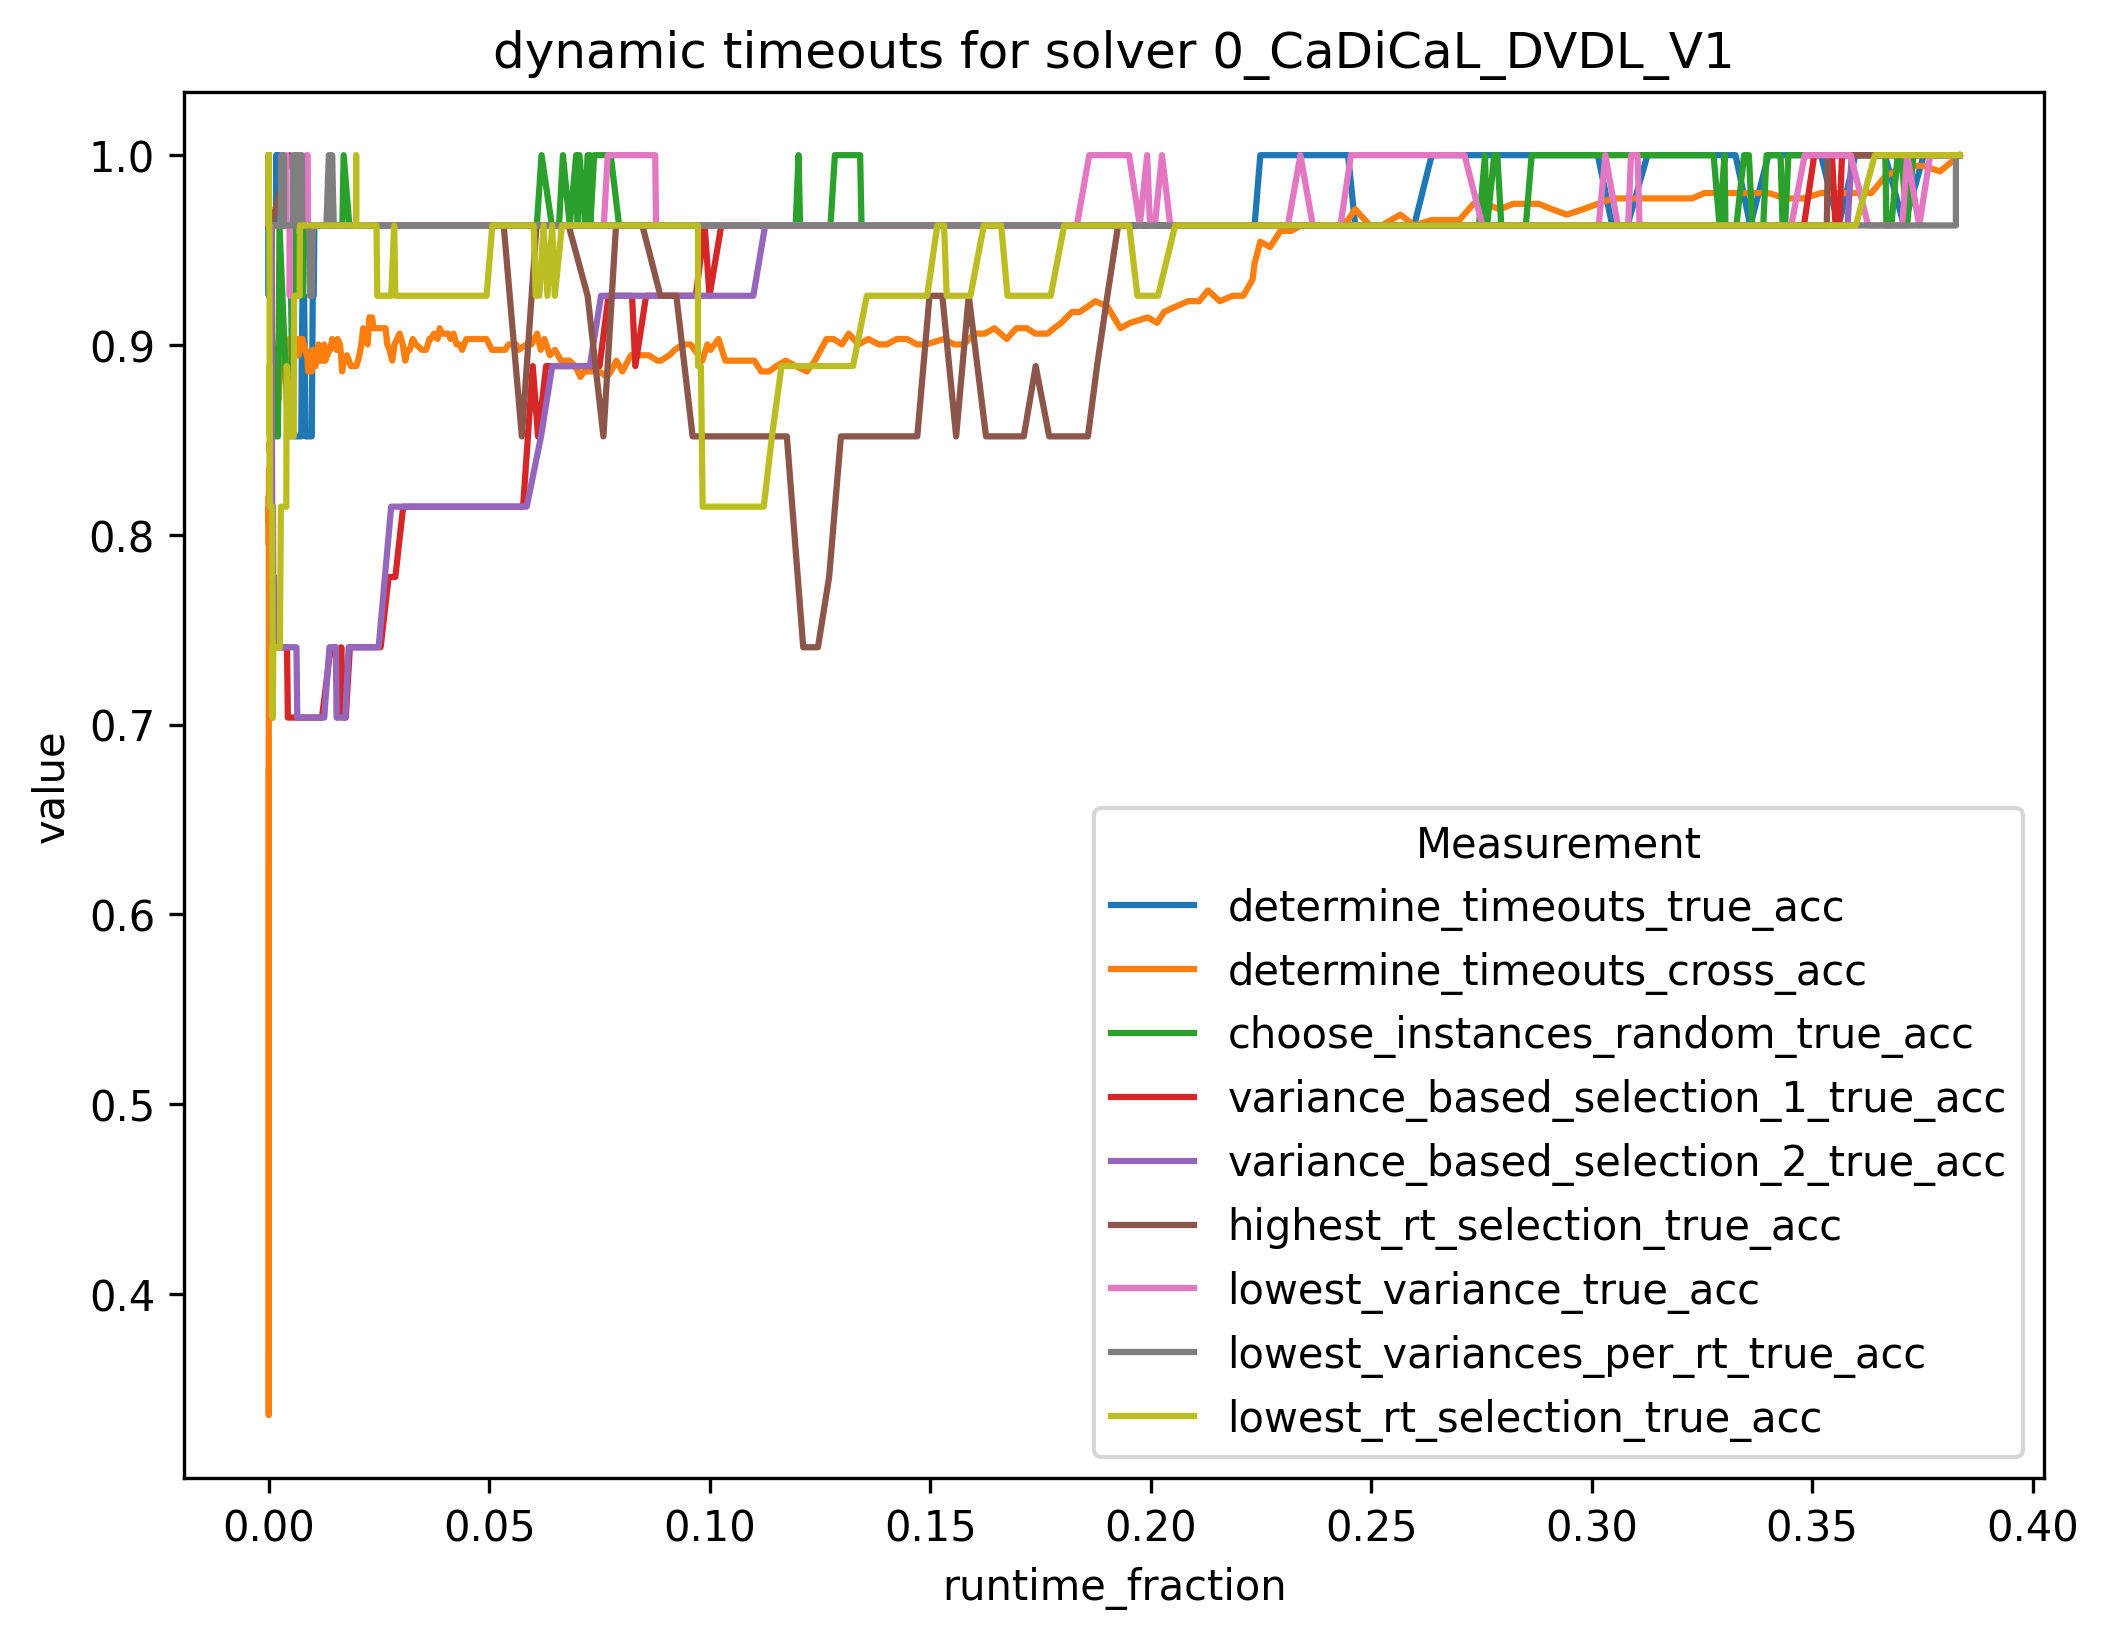 dynamic timeouts for solver 0_CaDiCaL_DVDL_V1
1.0
0.9
0.8
0.7
0.6
0.5
0.4
value
Measurement
determine_timeouts_true_acc
determine_timeouts_cross_acc
choose_instances_random_true_acc
variance_based_selection_1_true_acc
variance_based_selection_2_true_acc
highest_rt_selection_true_acc
lowest_variance_true_acc
lowest_variances_per_rt_true_acc
lowest_rt_selection_true_acc
0.00 0.05 0.10 0.15 0.20 0.25 0.30 0.35 0.40
runtime_fraction